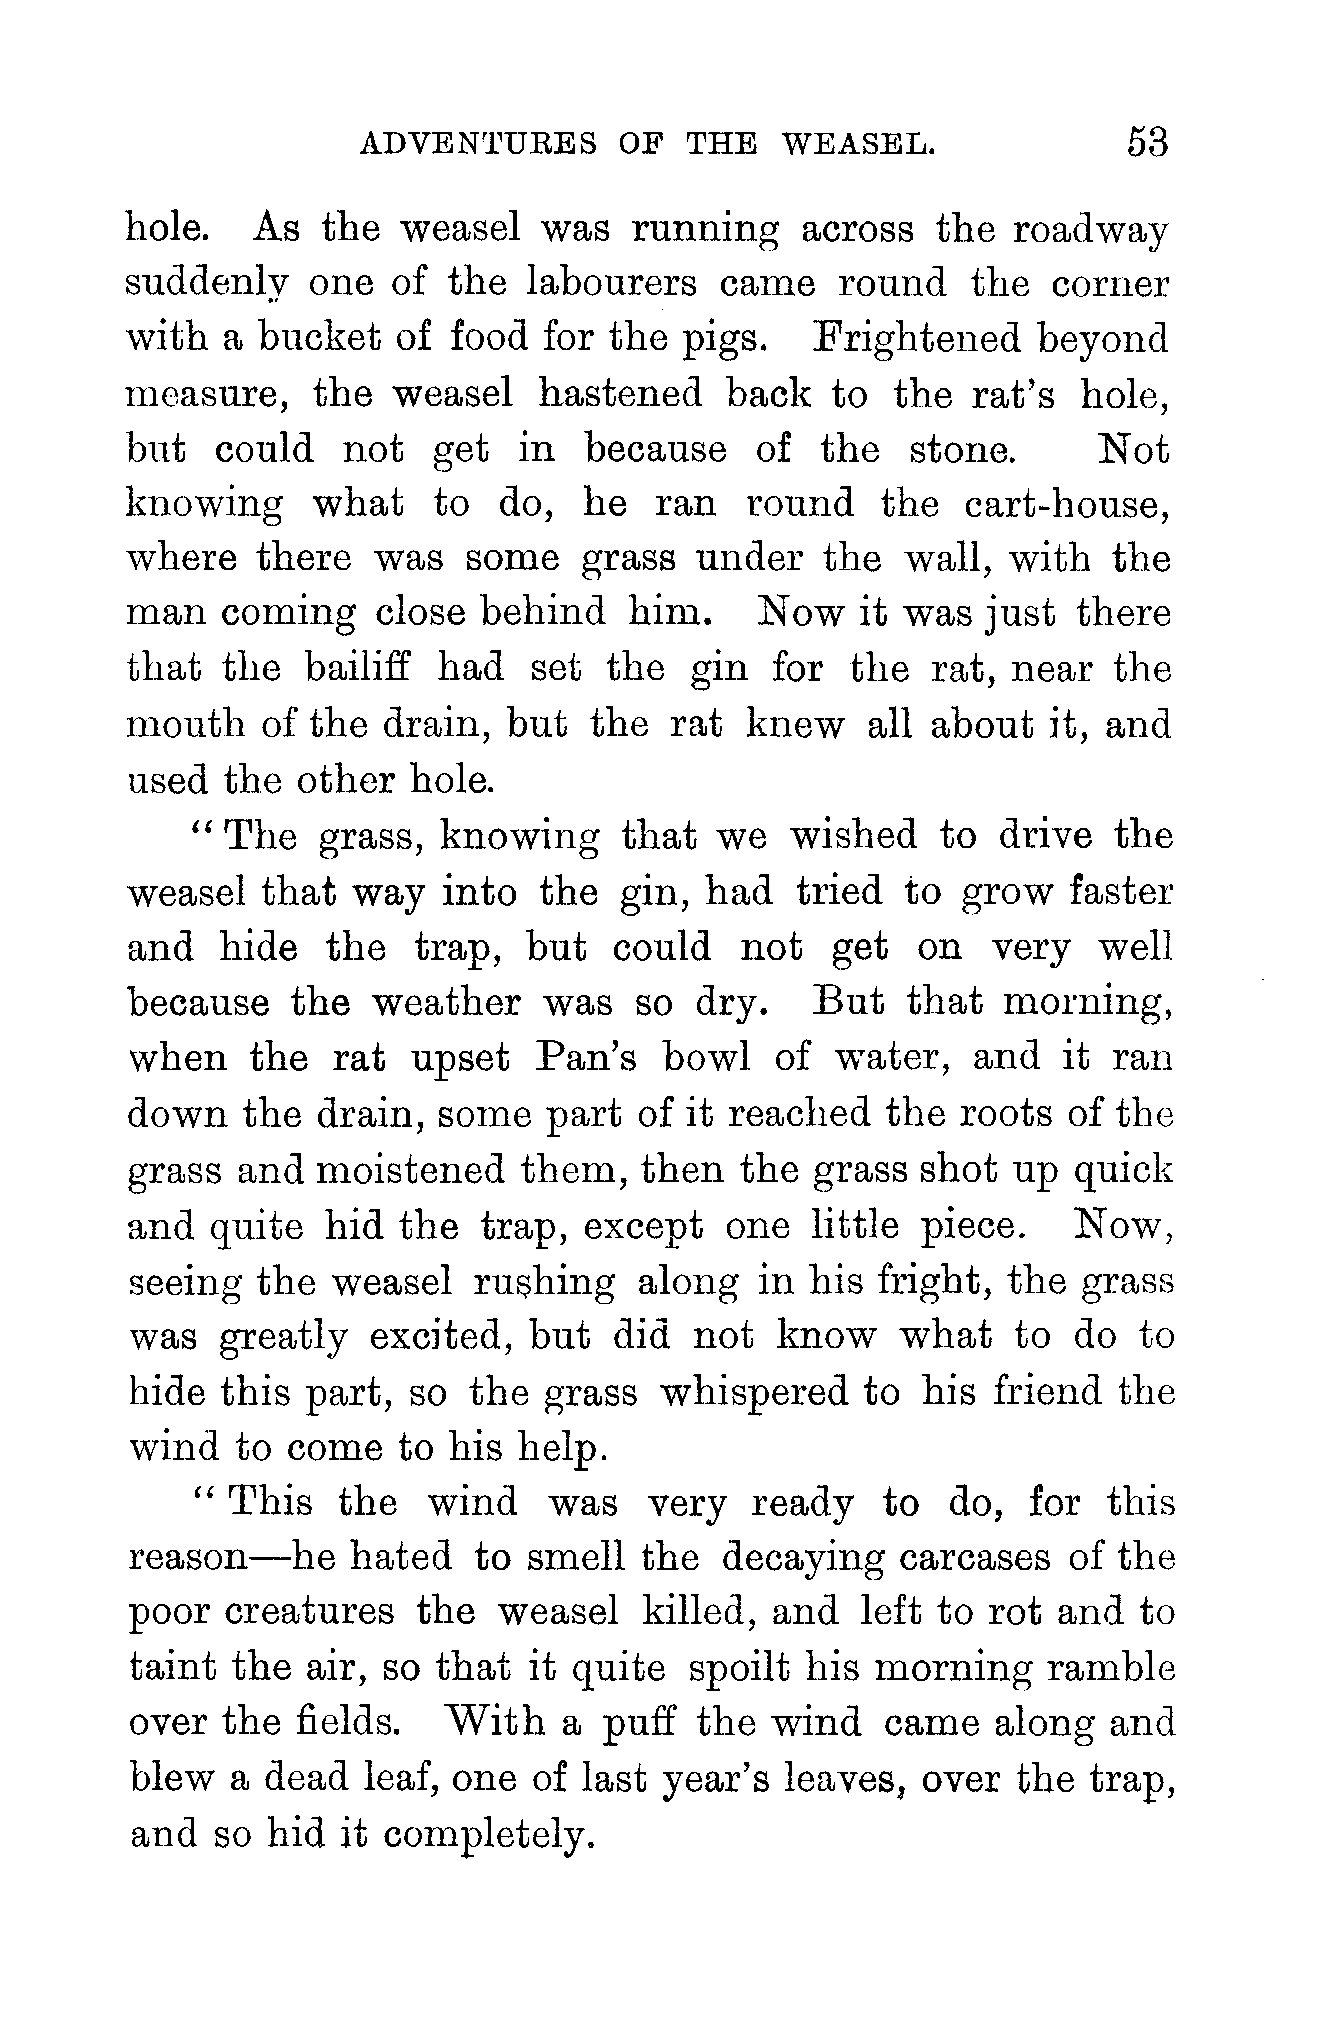 ADVENTURES OF THE WEASEL. 53
hole. As the weasel was running across the roadway
suddenly one of the labourers came round the corner
with a bucket of food for the pigs. Frightened beyond
measure, the weasel hastened back to the rat's hole,
but could not get in because of the stone. Not
knowing what to do, he ran round the cart-house,
where there was some grass under the wall, with the
man coming close behind him. Now it was just there
that the bailiff had set the gin for the rat, near the
mouth of the drain, but the rat knew all about it, and
used the other hole.
“The grass, knowing that we wished to drive the
weasel that way into the gin, had tried to grow faster
and hide the trap, but could not get on very well
because the weather was so dry. But that morning,
when the rat upset Pan's bowl of water, and it ran
down the drain, some part of it reached the roots of the
grass and moistened them, then the grass shot up quick
and quite hid the trap, except one little piece. Now,
seeing the weasel rushing along in his fright, the grass
was greatly excited, but did not know what to do to
hide this part, so the grass whispered to his friend the
wind to come to his help.
“This the wind was very ready to do, for this
reason—he hated to smell the decaying carcases of the
poor creatures the weasel killed, and left to rot and to
taint the air, so that it quite spoilt his morning ramble
over the fields. With a puff the wind came along and
blew a dead leaf, one of last year's leaves, over the trap,
and so hid it completely.